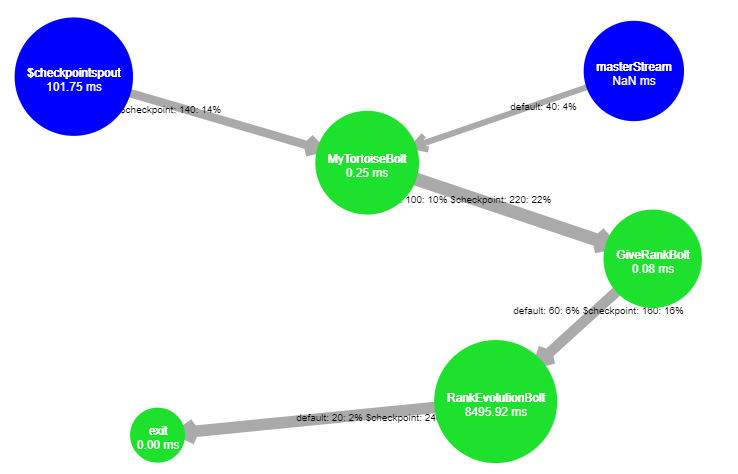 $checkpointspout
101.75 ms
masterStream
NaN ms
checkpoint: 140: 14%
default: 40: 4%
MyTortoiseBolt
0.25 ms
100: 10% $checkpoint: 220: 22%
GiveRankBolt
0.08 ms
default: 60: 6% $checkpoint: 160: 16%
RankEvolutionBolt
8495.92 ms
default: 20: 2% $checkpoint: 24
exit
0.00 ms